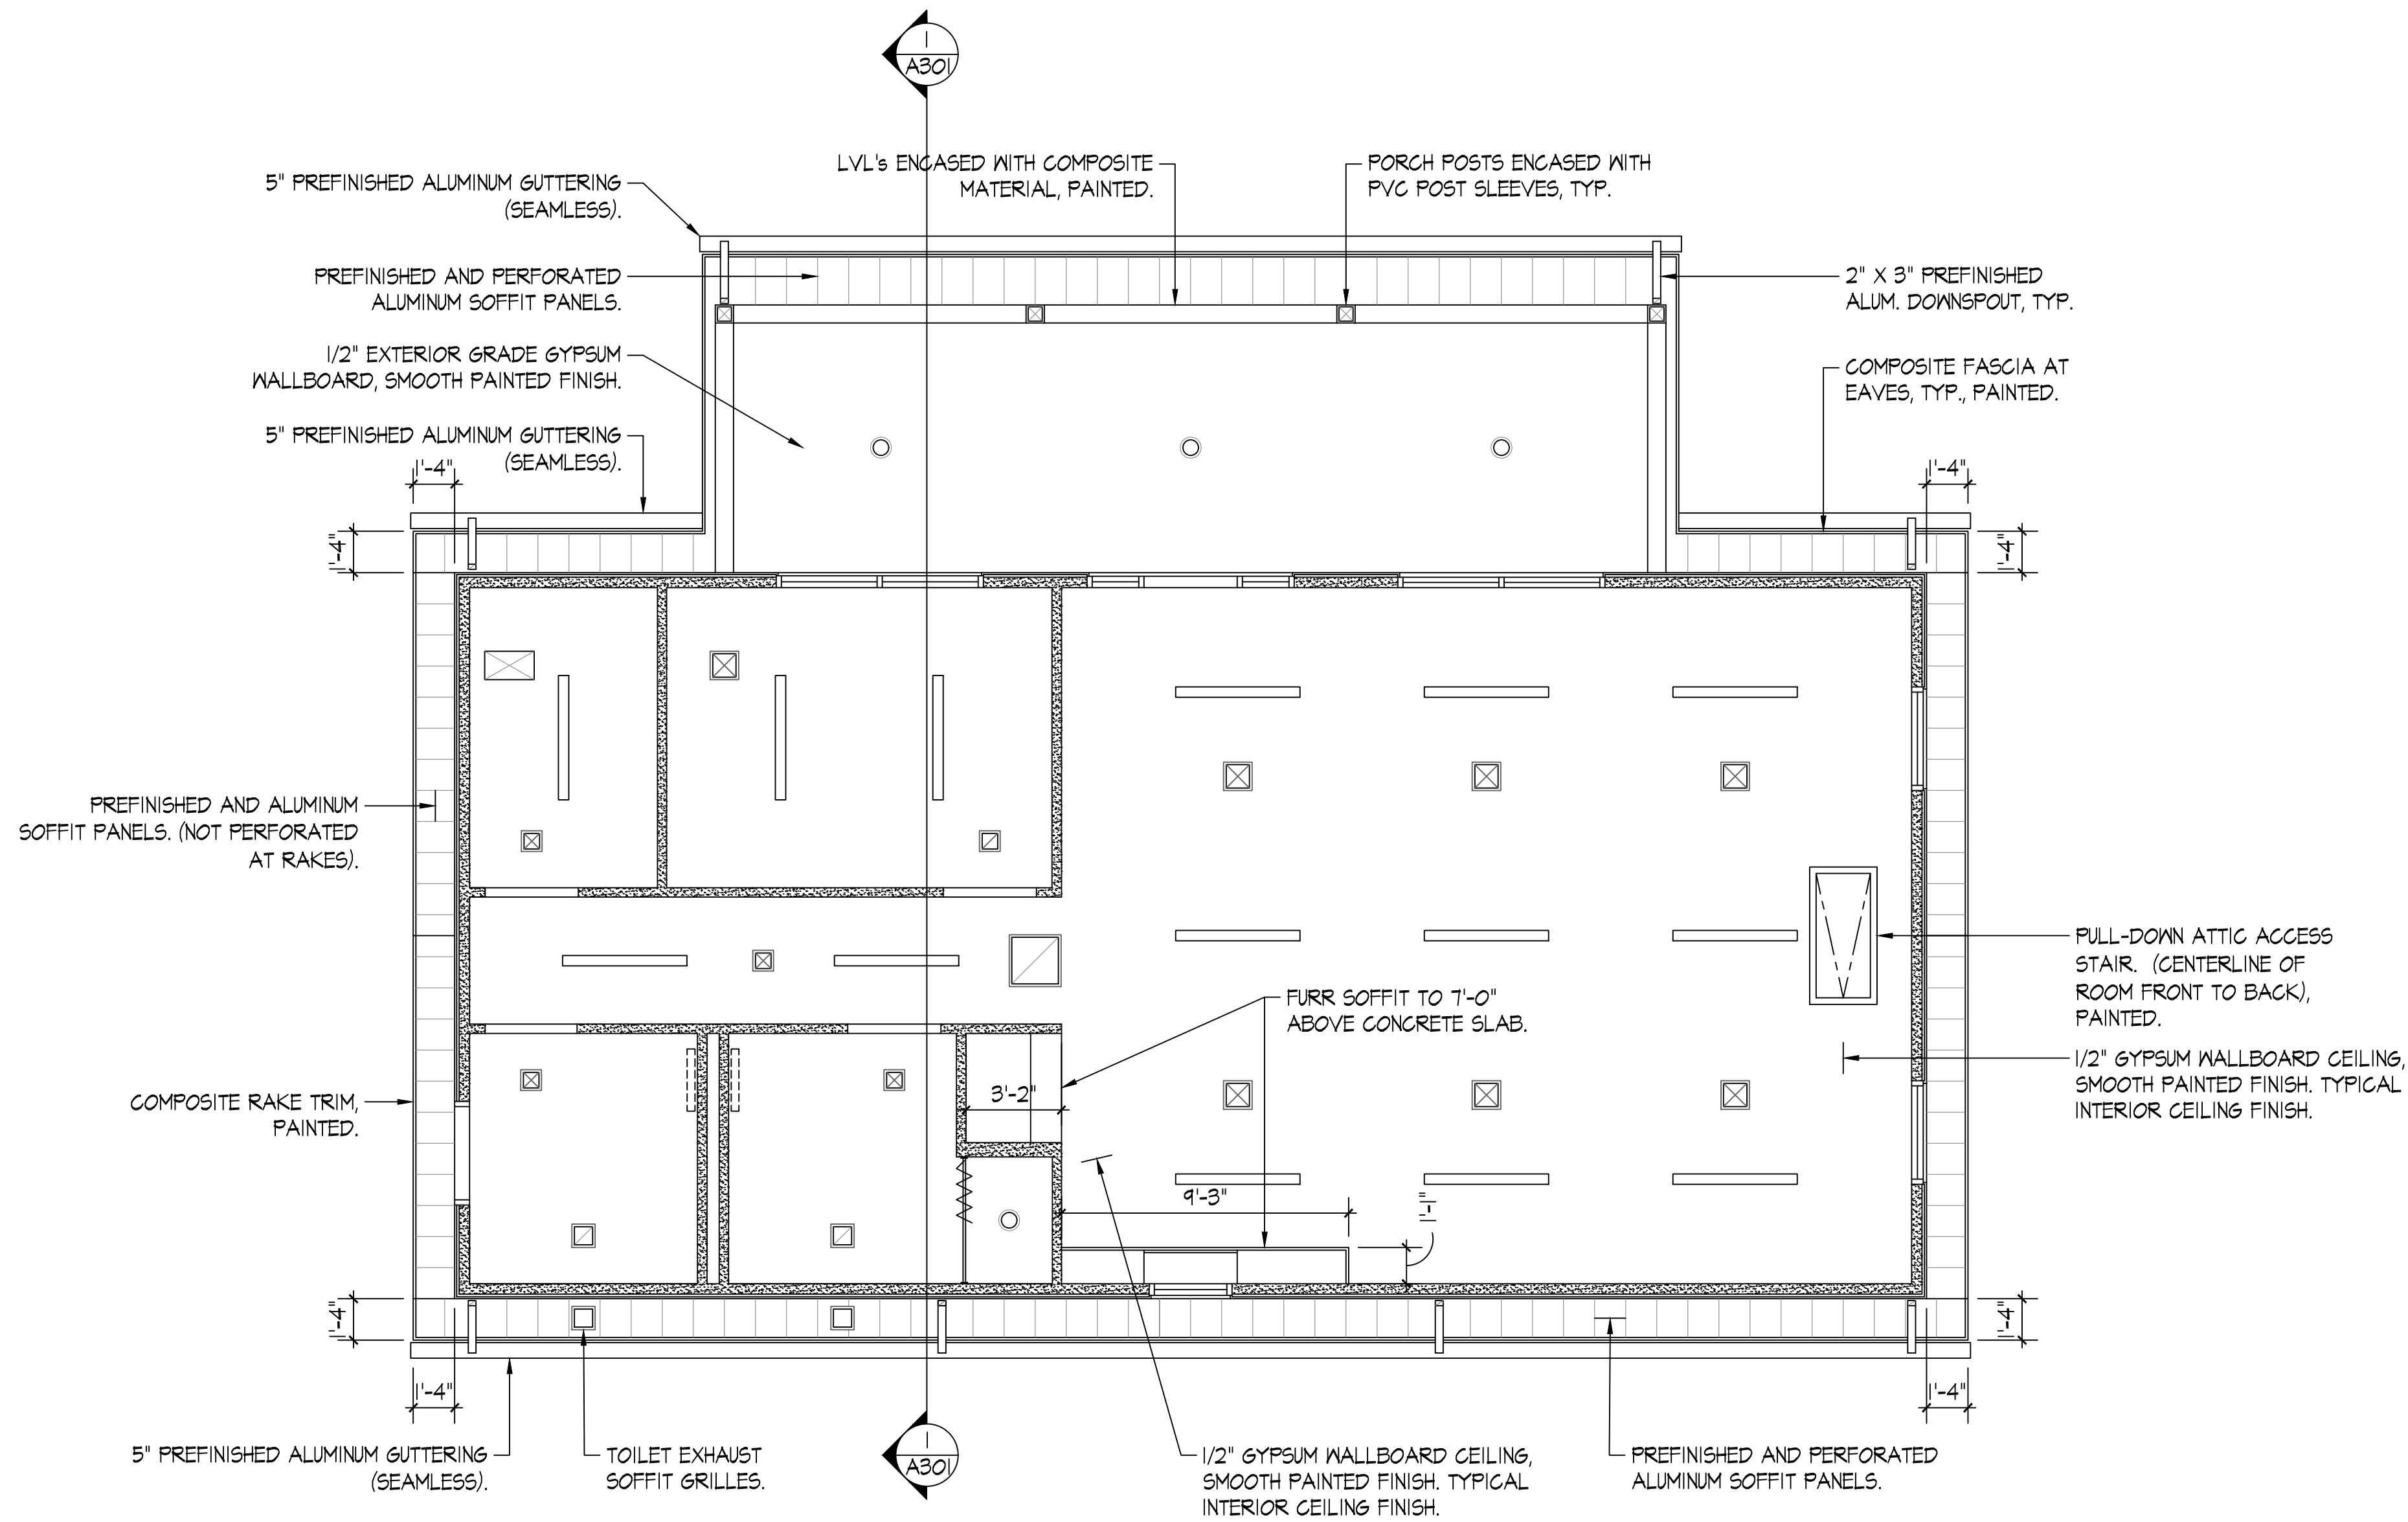 1
A301
LVL's ENCASED WITH COMPOSITE
MATERIAL, PAINTED.
PORCH POSTS ENCASED WITH
PVC POST SLEEVES, TYP.
5" PREFINISHED ALUMINUM GUTTERING
(SEAMLESS).
PREFINISHED AND PERFORATED
ALUMINUM SOFFIT PANELS.
2" X 3" PREFINISHED
ALUM. DOWNSPOUT, TYP.
1/2" EXTERIOR GRADE GYPSUM
WALLBOARD, SMOOTH PAINTED FINISH.
COMPOSITE FASCIA AT
EAVES, TYP., PAINTED.
5" PREFINISHED ALUMINUM GUTTERING
(SEAMLESS).
1'-4"
1'-4"
1'-4"
1'-4"
PREFINISHED AND ALUMINUM
SOFFIT PANELS. (NOT PERFORATED
AT RAKES).
PULL-DOWN ATTIC ACCESS
STAIR. (CENTERLINE OF
ROOM FRONT TO BACK),
PAINTED.
FURR SOFFIT TO 7'-0"
ABOVE CONCRETE SLAB.
1/2" GYPSUM WALLBOARD CEILING,
SMOOTH PAINTED FINISH. TYPICAL
INTERIOR CEILING FINISH.
COMPOSITE RAKE TRIM,
PAINTED.
3'-2"
9'-3"
1'-4"
1'-4"
1'-4"
1'-4"
5" PREFINISHED ALUMINUM GUTTERING
(SEAMLESS).
TOILET EXHAUST
SOFFIT GRILLES.
1
A301
1/2" GYPSUM WALLBOARD CEILING,
SMOOTH PAINTED FINISH. TYPICAL
INTERIOR CEILING FINISH.
PREFINISHED AND PERFORATED
ALUMINUM SOFFIT PANELS.